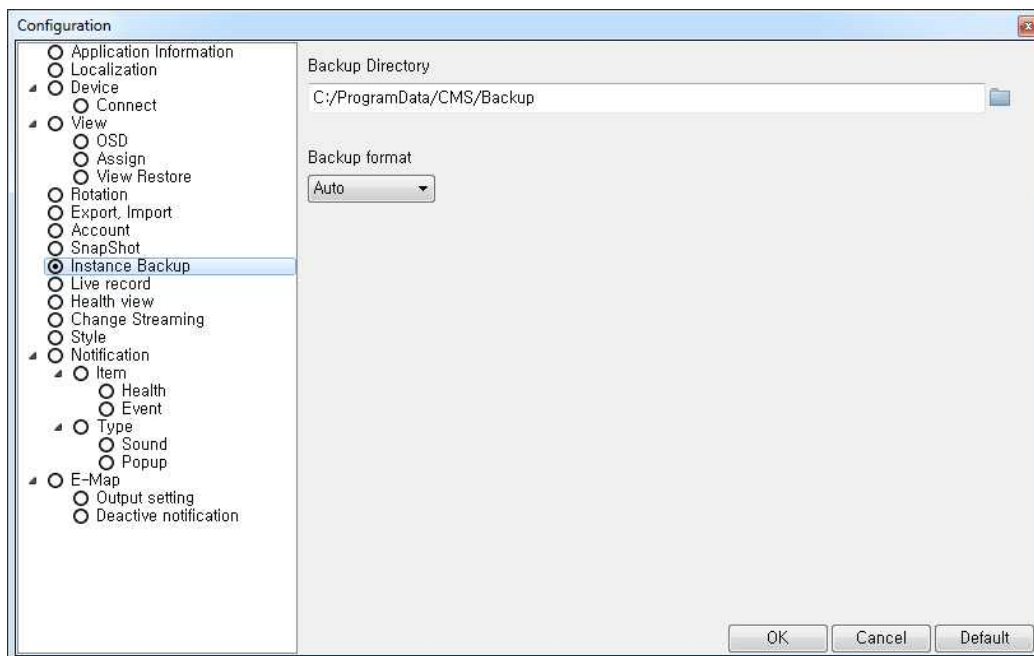 Configuration
Application Information
Localization
Device
Connect
View
OSD
Assign
View Restore
Rotation
Export, Import
Account
SnapShot
Instance Backup
Live record
Health view
Change Streaming
Style
Notification
Item
Health
Event
Type
Sound
Popup
E-Map
Output setting
Deactive notification
Backup Directory
C:/ProgramData/CMS/Backup
Backup format
Auto
OK Cancel Default